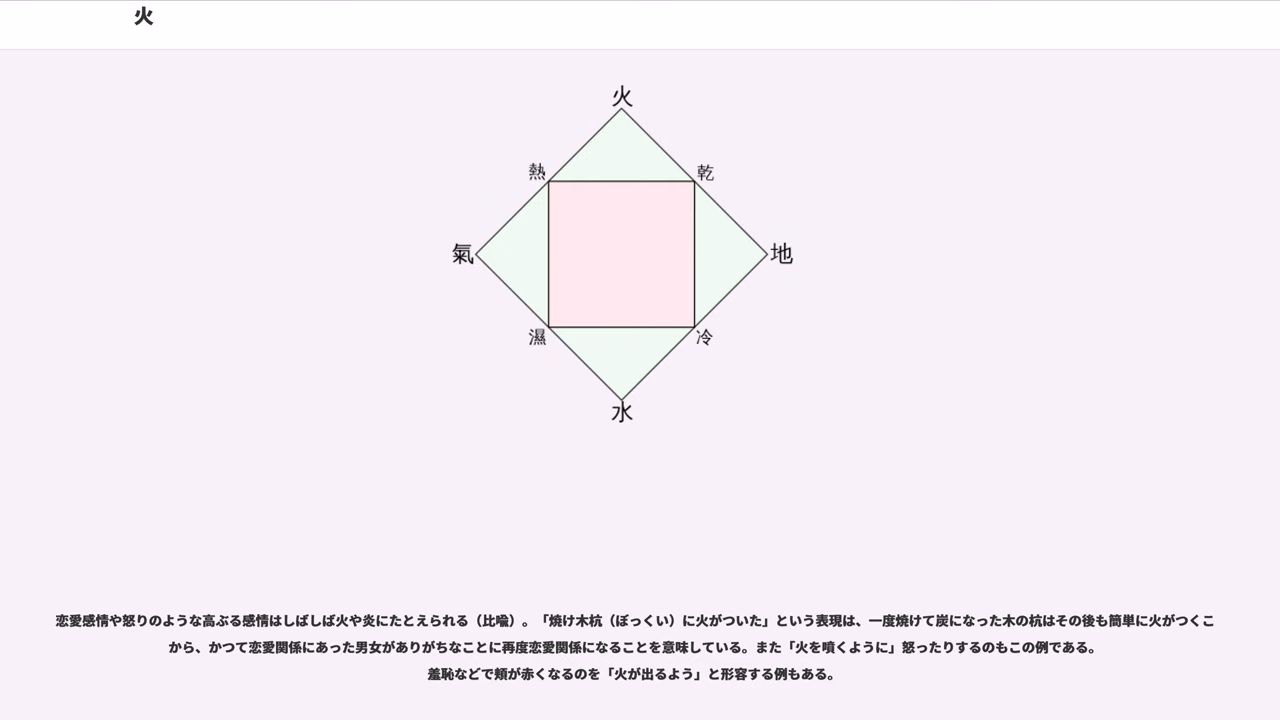 火
火
熱 乾
氣 地
濕 冷
水
恋愛感情や怒りのような高ぶる感情はしばしば火や炎にたとえられる（比喩）。「焼け木杭（ぼっくい）に火がついた」という表現は、一度焼けて炭になった木の杭はその後も簡単に火がつくこ
から、かつて恋愛関係にあった男女がありがちなことに再度恋愛関係になることを意味している。また「火を噴くように」怒ったりするのもこの例である。
羞恥などで頬が赤くなるのを「火が出るよう」と形容する例もある。